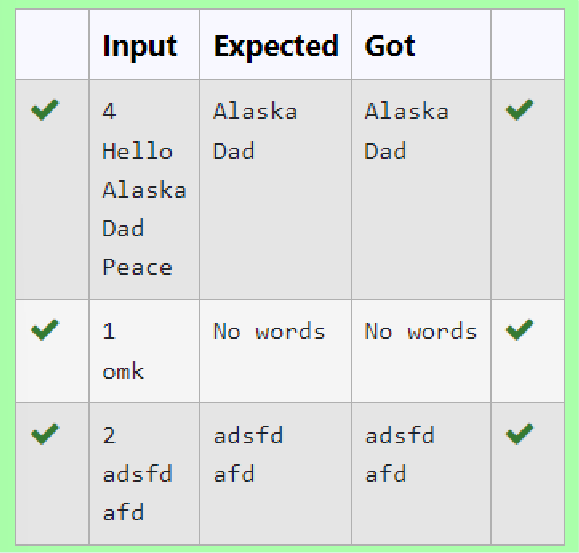 Input Expected Got
4 Alaska Alaska
Hello Dad Dad
Alaska
Dad
Peace
1 No words No words
omk
2 adsfd adsfd
adsfd afd afd
afd